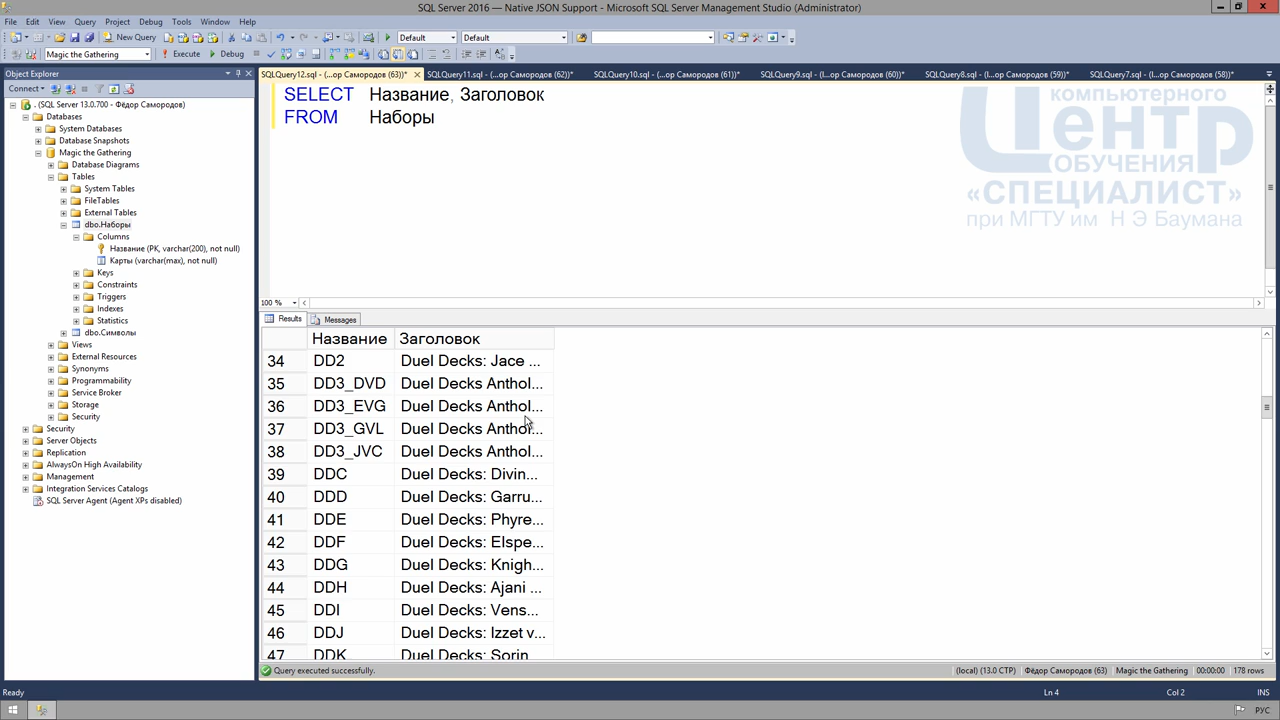 SQL Server 2016 — Native JSON Support - Microsoft SQL Server Management Studio (Administrator)
File Edit View Query Project Debug Tools Window Help
New Query Default Default
Magic the Gathering Execute Debug
Object Explorer
SQLQuery12.sql - (...ор Самородов (63))* SQLQuery11.sql - (...ор Самородов (62))* SQLQuery10.sql - (...ор Самородов (61))* SQLQuery9.sql - (l...ор Самородов (60))* SQLQuery8.sql - (l...ор Самородов (59))* SQLQuery7.sql - (l...ор Самородов (58))*
Connect
. (SQL Server 13.0.700 - Фёдор Самородов)
Databases
System Databases
Database Snapshots
Magic the Gathering
Database Diagrams
Tables
System Tables
FileTables
External Tables
dbo.Наборы
Columns
Название (PK, varchar(200), not null)
Карты (varchar(max), not null)
Keys
Constraints
Triggers
Indexes
Statistics
dbo.Символы
Views
External Resources
Synonyms
Programmability
Service Broker
Storage
Security
Security
Server Objects
Replication
AlwaysOn High Availability
Management
Integration Services Catalogs
SQL Server Agent (Agent XPs disabled)
SELECT Название, Заголовок
FROM Наборы
компьютерного
Центр
ОБУЧЕНИЯ
«СПЕЦИАЛИСТ»
при МГТУ им Н Э Баумана
100 %
Results Messages
Название Заголовок
34 DD2 Duel Decks: Jace ...
35 DD3_DVD Duel Decks Anthol...
36 DD3_EVG Duel Decks Anthol...
37 DD3_GVL Duel Decks Anthol...
38 DD3_JVC Duel Decks Anthol...
39 DDC Duel Decks: Divin...
40 DDD Duel Decks: Garru...
41 DDE Duel Decks: Phyre...
42 DDF Duel Decks: Elspe...
43 DDG Duel Decks: Knigh...
44 DDH Duel Decks: Ajani ...
45 DDI Duel Decks: Vens...
46 DDJ Duel Decks: Izzet v...
47 DDK Duel Decks: Sorin
Query executed successfully. (local) (13.0 CTP) Фёдор Самородов (63) Magic the Gathering 00:00:00 178 rows
Ready Ln 4 Col 2 INS
РУС